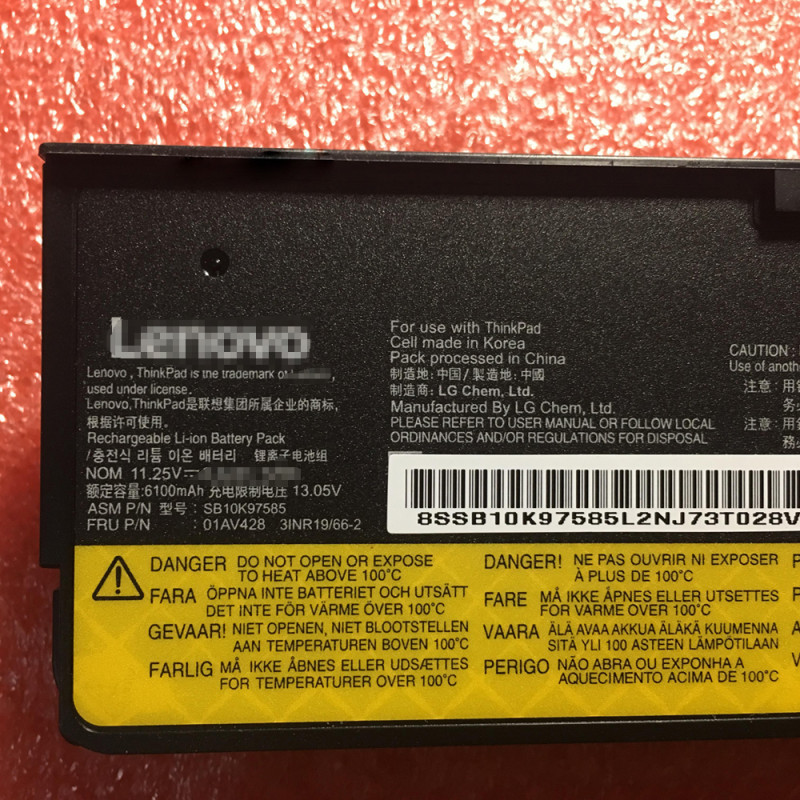 Lenovo
Lenovo , ThinkPad is the trademark of
used under license.
Lenovo,ThinkPad是联想集团所属企业的商标,
根据许可使用.
Rechargeable Li-ion Battery Pack
/충전식 리튬 이온 배터리 锂离子电池组
NOM 11.25V
额定容量:6100mAh 充电限制电压 13.05V
ASM P/N 型号: SB10K97585
FRU P/N : 01AV428 3INR19/66-2
For use with ThinkPad
Cell made in Korea
Pack processed in China
制造地: 中国/製造地: 中國
制造商: LG Chem, Ltd.
Manufactured By LG Chem, Ltd.
PLEASE REFER TO USER MANUAL OR FOLLOW LOCAL
ORDINANCES AND/OR REGULATIONS FOR DISPOSAL
CAUTION :
Use of anoth
注意 : 用
注意 : 用
8SSB10K97585L2NJ73T028V
DANGER DO NOT OPEN OR EXPOSE
TO HEAT ABOVE 100°C
FARA ÖPPNA INTE BATTERIET OCH UTSÄTT
DET INTE FÖR VÄRME ÖVER 100°C
GEVAAR! NIET OPENEN, NIET BLOOTSTELLEN
AAN TEMPERATUREN BOVEN 100°C
FARLIG MÅ IKKE ÅBNES ELLER UDSÆTTES
FOR TEMPERATURER OVER 100°C
DANGER! NE PAS OUVRIR NI EXPOSER
À PLUS DE 100°C
FARE MÅ IKKE ÅPNES ELLER UTSETTES
FOR VARME OVER 100°C
VAARA ÄLÄ AVAA AKKUA ÄLÄKÄ KUUMENNA
SITÄ YLI 100 ASTEEN LÄMPÖTILAAN
PERIGO NÃO ABRA OU EXPONHA A
AQUECIMENTO ACIMA DE 100°C